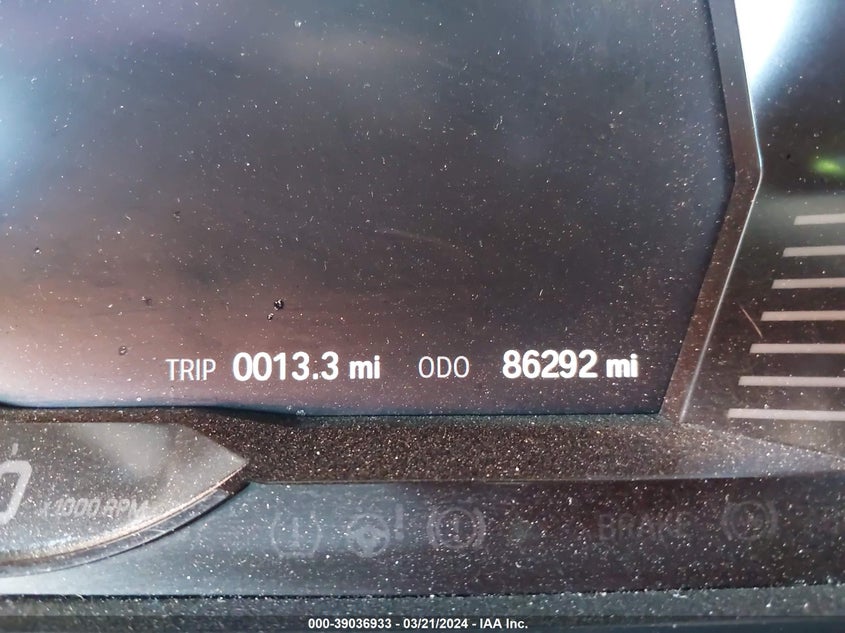 TRIP 0013.3 mi ODO 86292 mi
x1000 RPM
BRAKE
000-39036933 - 03/21/2024 - IAA Inc.